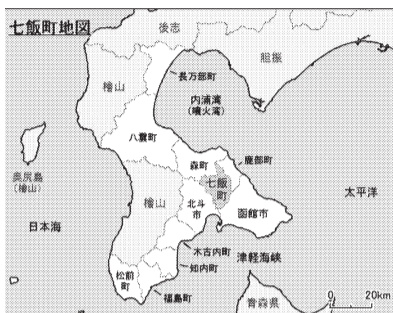 七飯町地図
後志
胆振
長万部町
檜山
内浦湾
(噴火湾)
八雲町
森町
鹿部町
七飯
町
奥尻島
(檜山)
檜山
北斗
市
函館市
太平洋
日本海
木古内町
津軽海峡
知内町
松前
町
福島町
青森県
0 20km